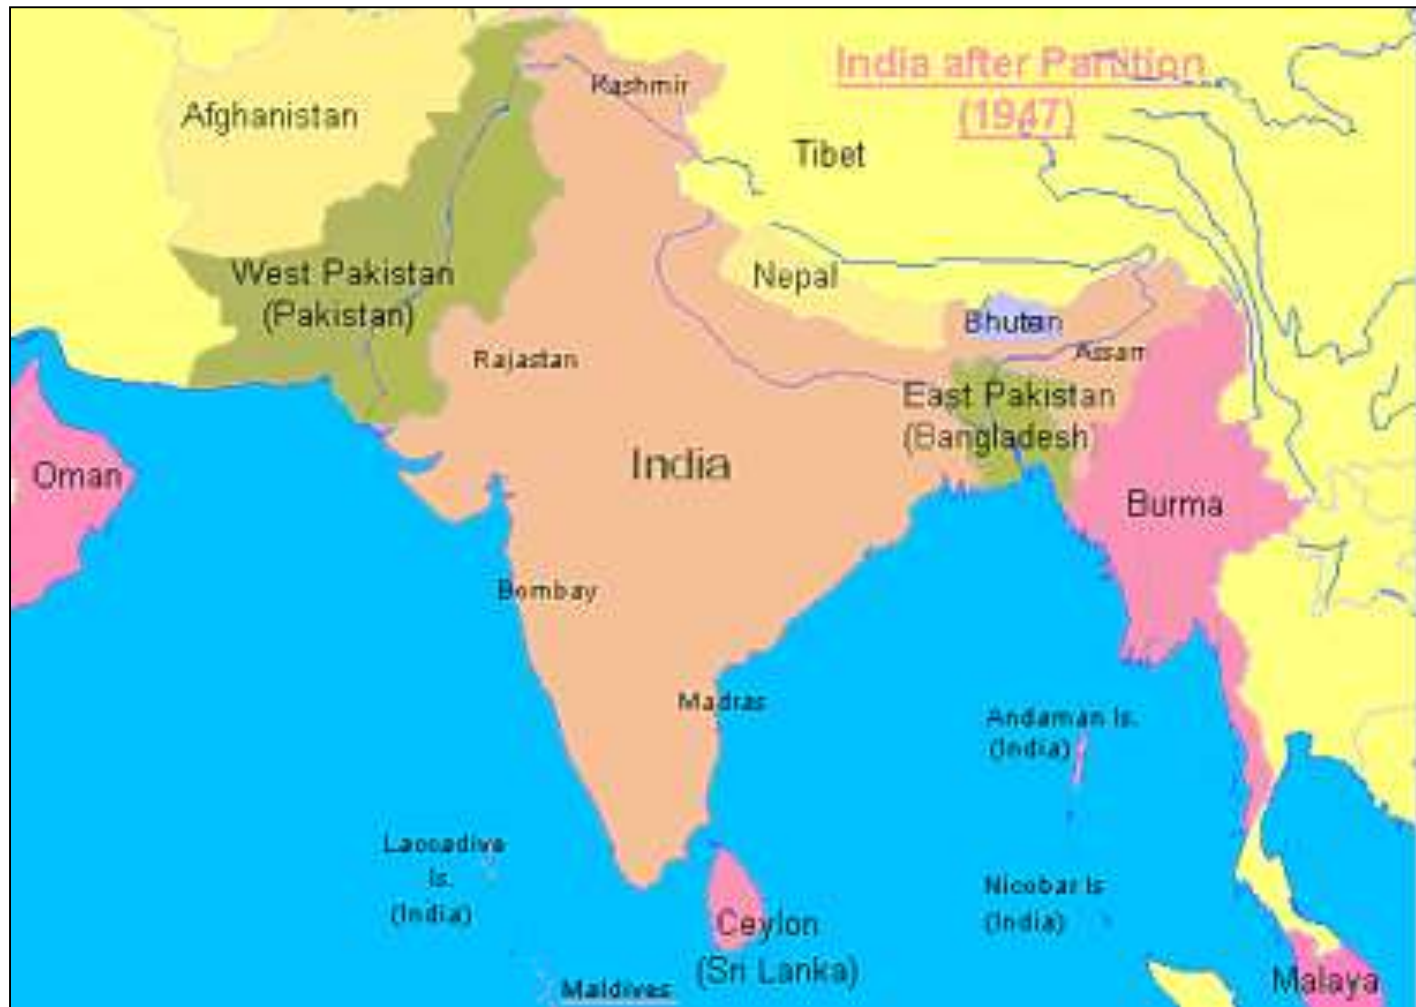 India after Partition
(1947)
Kashmir
Afghanistan
Tibet
West Pakistan
(Pakistan)
Nepal
Bhutan
Rajastan
Assam
East Pakistan
(Bangladesh)
India
Oman
Burma
Bombay
Madras
Andaman Is.
(India)
Laccadive
Is.
(India)
Nicobar Is
(India)
Ceylon
(Sri Lanka)
Maldives
Malaya